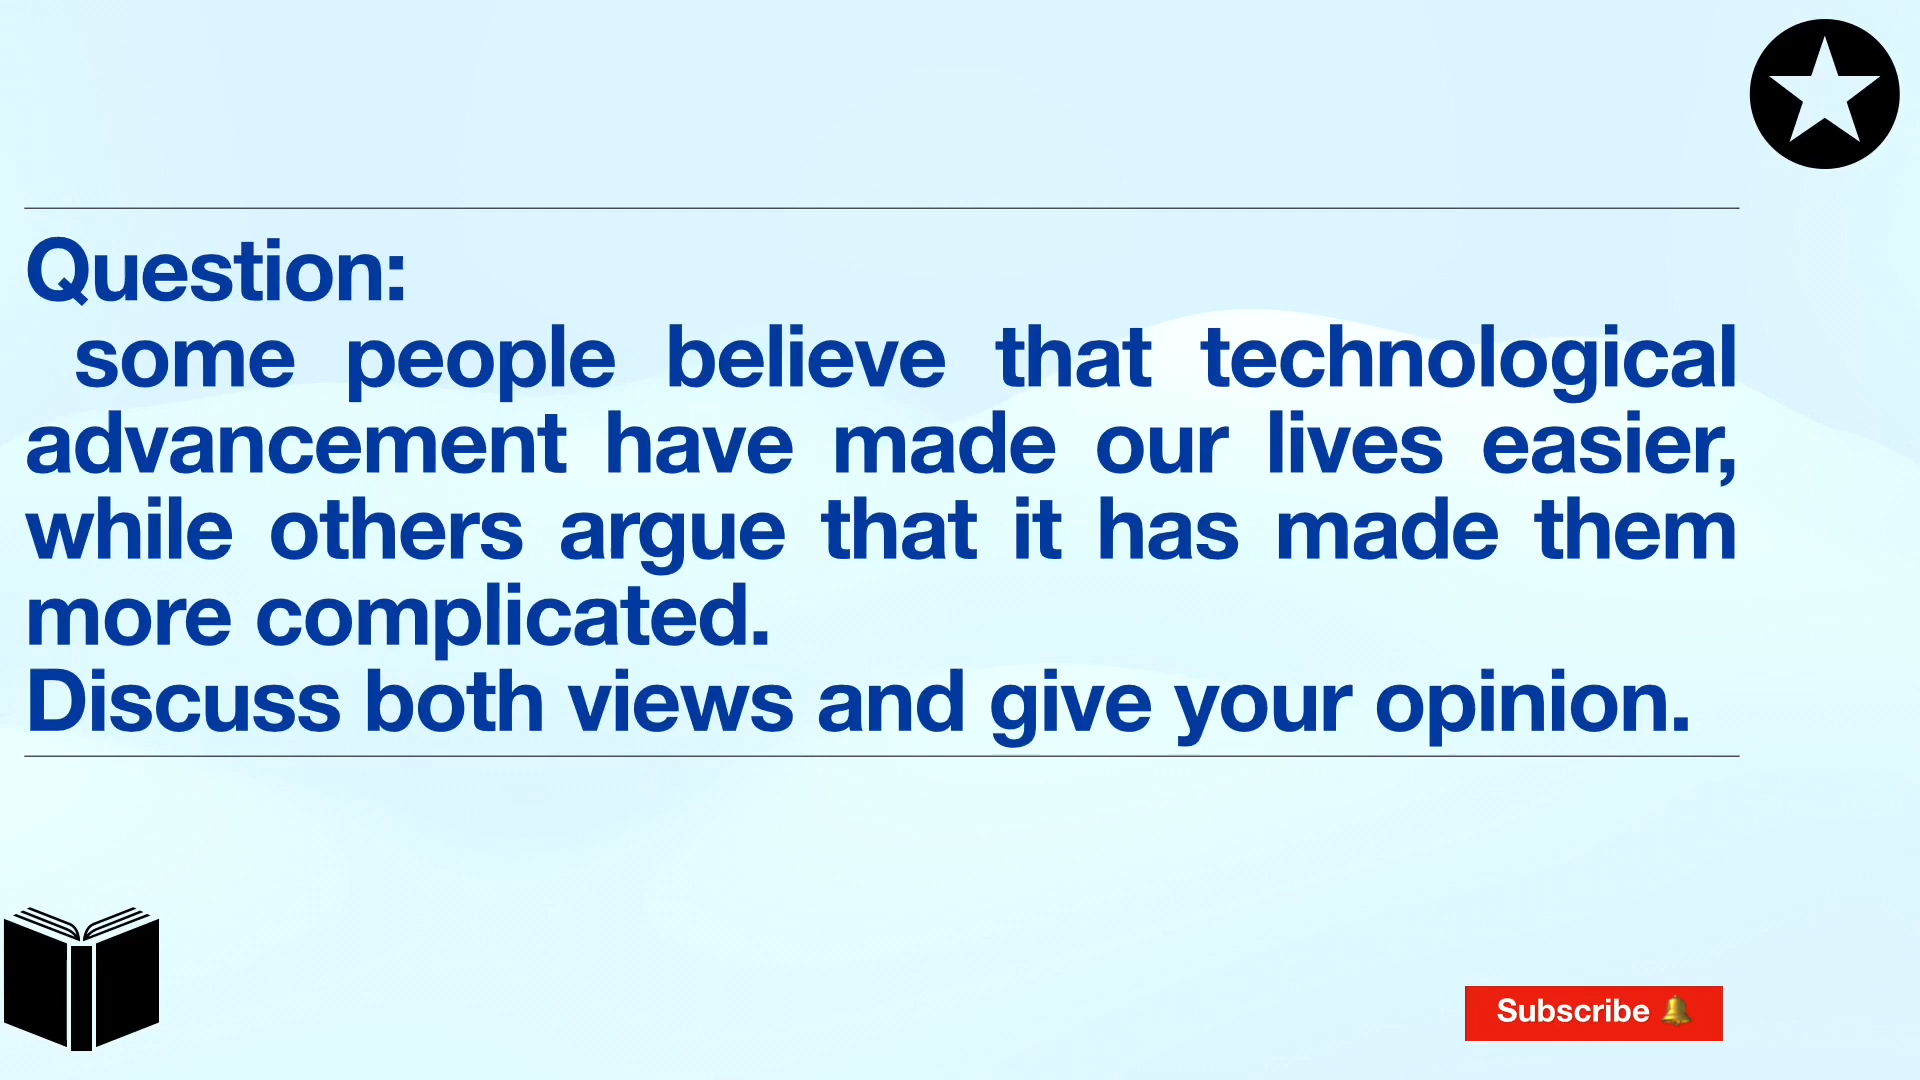 Question:
some people believe that technological
advancement have made our lives easier,
while others argue that it has made them
more complicated.
Discuss both views and give your opinion.
Subscribe 🔔